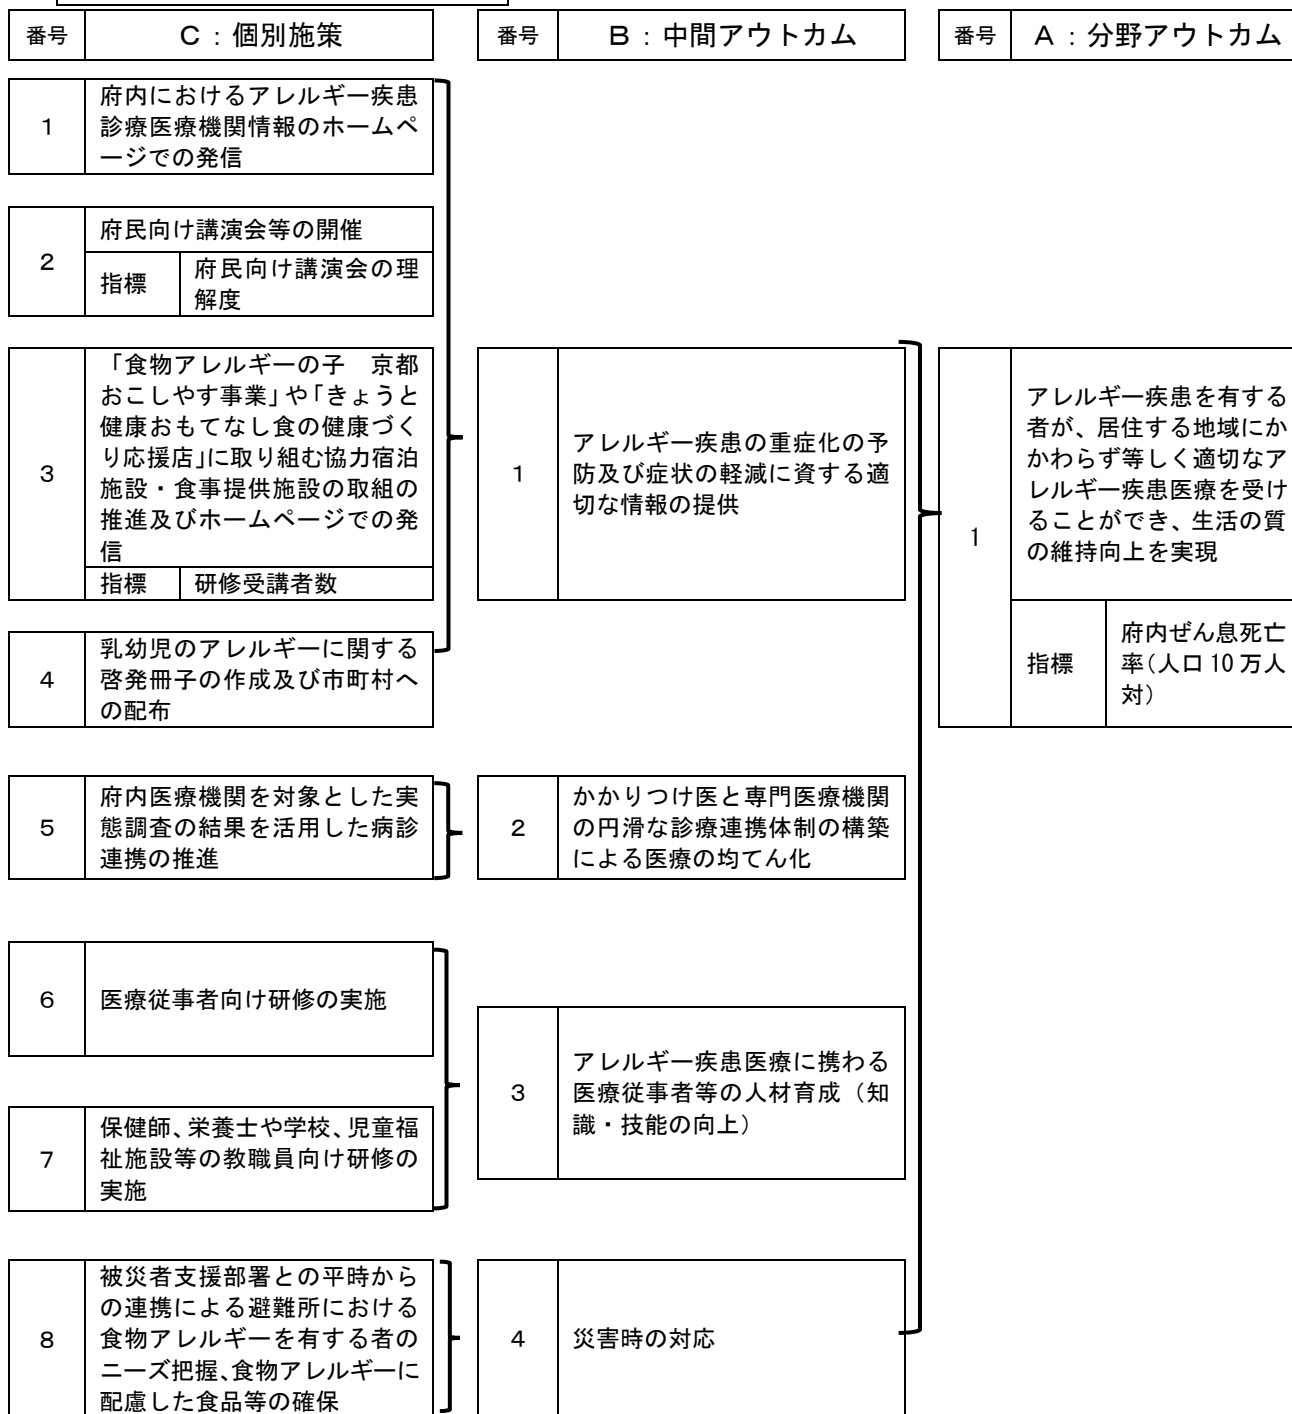 番号 C：個別施策
番号 B：中間アウトカム
番号 A：分野アウトカム
1
府内におけるアレルギー疾患
診療医療機関情報のホームペ
ージでの発信
2
府民向け講演会等の開催
指標
府民向け講演会の理
解度
3
「食物アレルギーの子　京都
おこしやす事業」や「きょうと
健康おもてなし食の健康づく
り応援店」に取り組む協力宿泊
施設・食事提供施設の取組の
推進及びホームページでの発
信
指標 研修受講者数
4
乳幼児のアレルギーに関する
啓発冊子の作成及び市町村へ
の配布
5
府内医療機関を対象とした実
態調査の結果を活用した病診
連携の推進
6
医療従事者向け研修の実施
7
保健師、栄養士や学校、児童福
祉施設等の教職員向け研修の
実施
8
被災者支援部署との平時から
の連携による避難所における
食物アレルギーを有する者の
ニーズ把握、食物アレルギーに
配慮した食品等の確保
1
アレルギー疾患の重症化の予
防及び症状の軽減に資する適
切な情報の提供
2
かかりつけ医と専門医療機関
の円滑な診療連携体制の構築
による医療の均てん化
3
アレルギー疾患医療に携わる
医療従事者等の人材育成（知
識・技能の向上）
4
災害時の対応
1
アレルギー疾患を有する
者が、居住する地域にか
かわらず等しく適切なア
レルギー疾患医療を受け
ることができ、生活の質
の維持向上を実現
指標
府内ぜん息死亡
率（人口10万人
対）